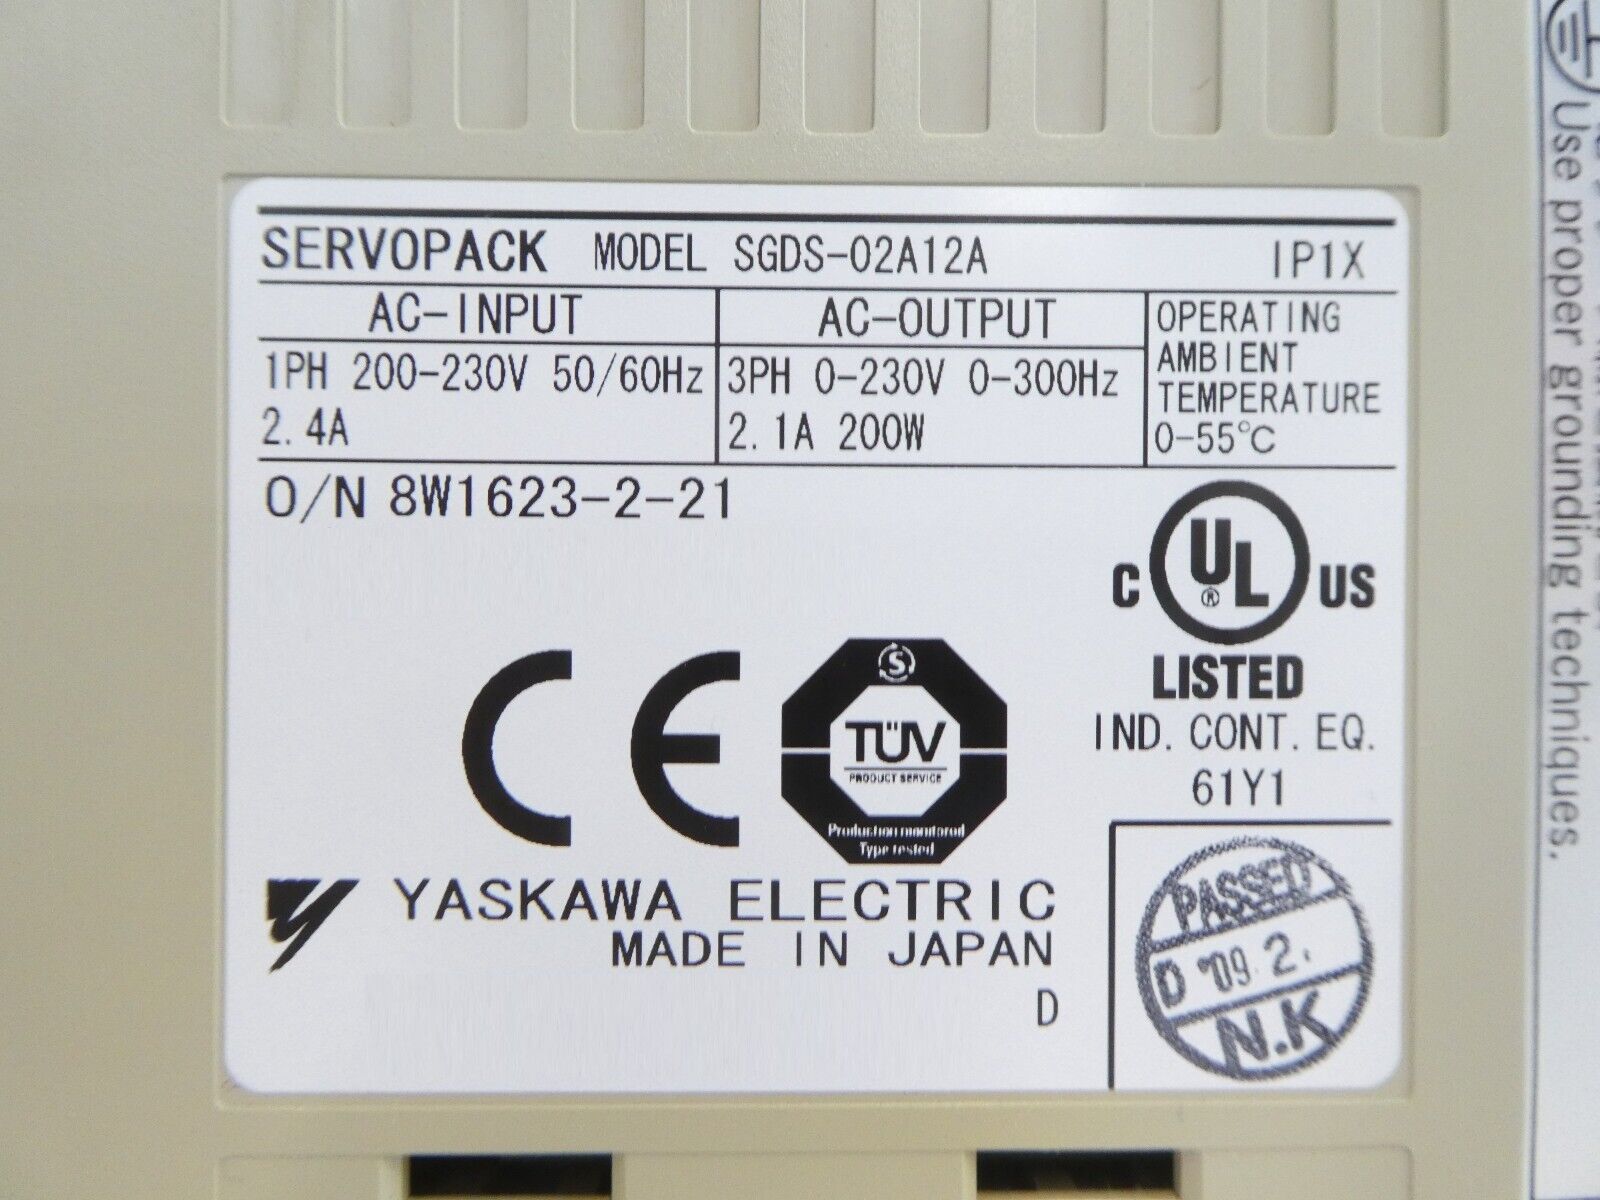 SERVOPACK MODEL SGDS-02A12A IP1X
AC-INPUT
1PH 200-230V 50/60Hz
2.4A
AC-OUTPUT
3PH 0-230V 0-300Hz
2.1A 200W
OPERATING
AMBIENT
TEMPERATURE
0-55°C
O/N 8W1623-2-21
C UL ® US
LISTED
IND. CONT. EQ.
61Y1
CE
S
TÜV
PRODUCT SERVICE
Production monitored
Type tested
YASKAWA ELECTRIC
MADE IN JAPAN
D
PASSED
D '09.2.
N.K
Use proper grounding techniques.